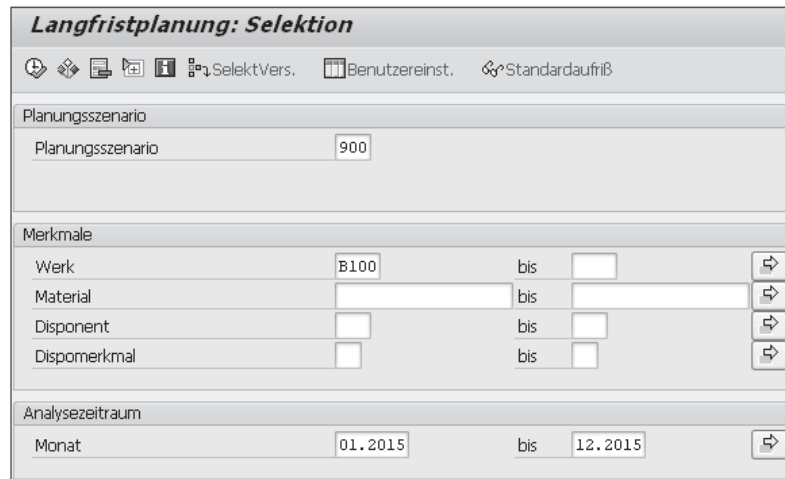 Langfristplanung: Selektion
SelektVers. Benutzereinst. Standardaufriß
Planungsszenario
Planungsszenario 900
Merkmale
Werk B100 bis
Material bis
Disponent bis
Dispomerkmal bis
Analysezeitraum
Monat 01.2015 bis 12.2015